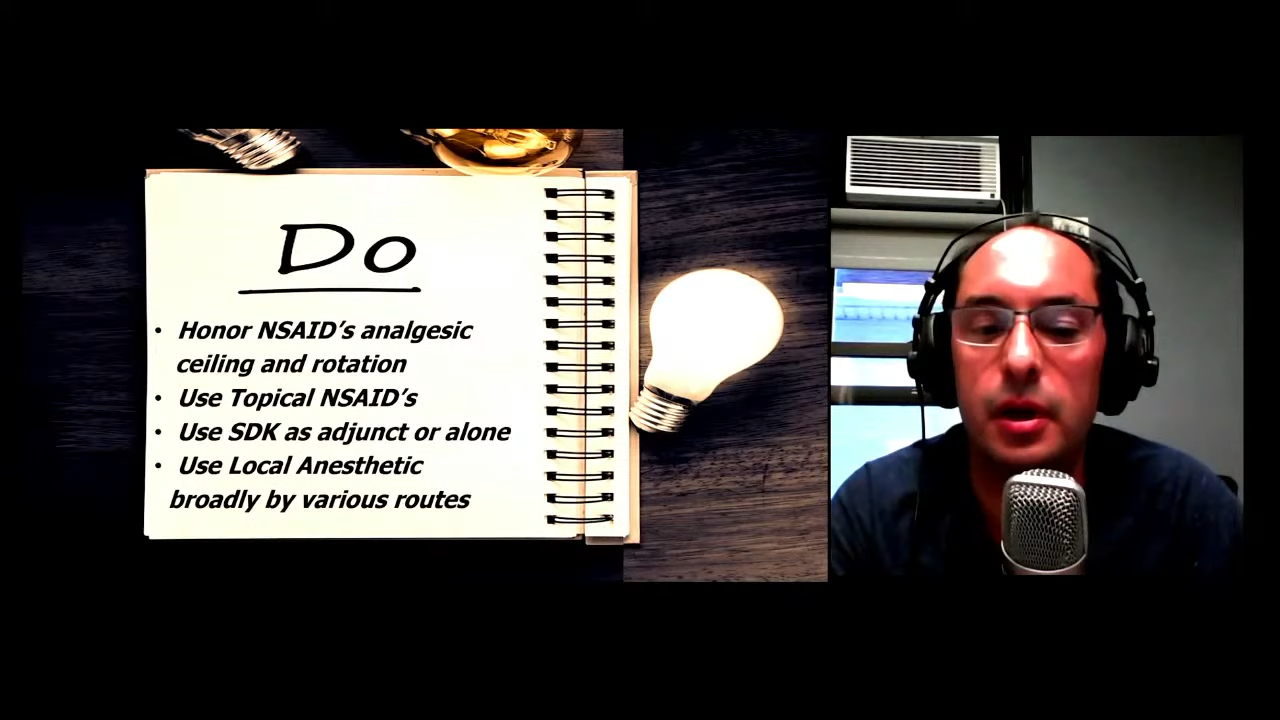 Do
• Honor NSAID's analgesic
ceiling and rotation
• Use Topical NSAID's
• Use SDK as adjunct or alone
• Use Local Anesthetic
broadly by various routes